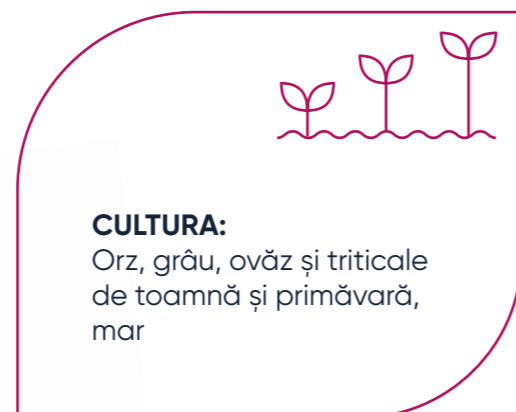 CULTURA:
Orz, grâu, ovăz și triticale
de toamnă și primăvară,
mar